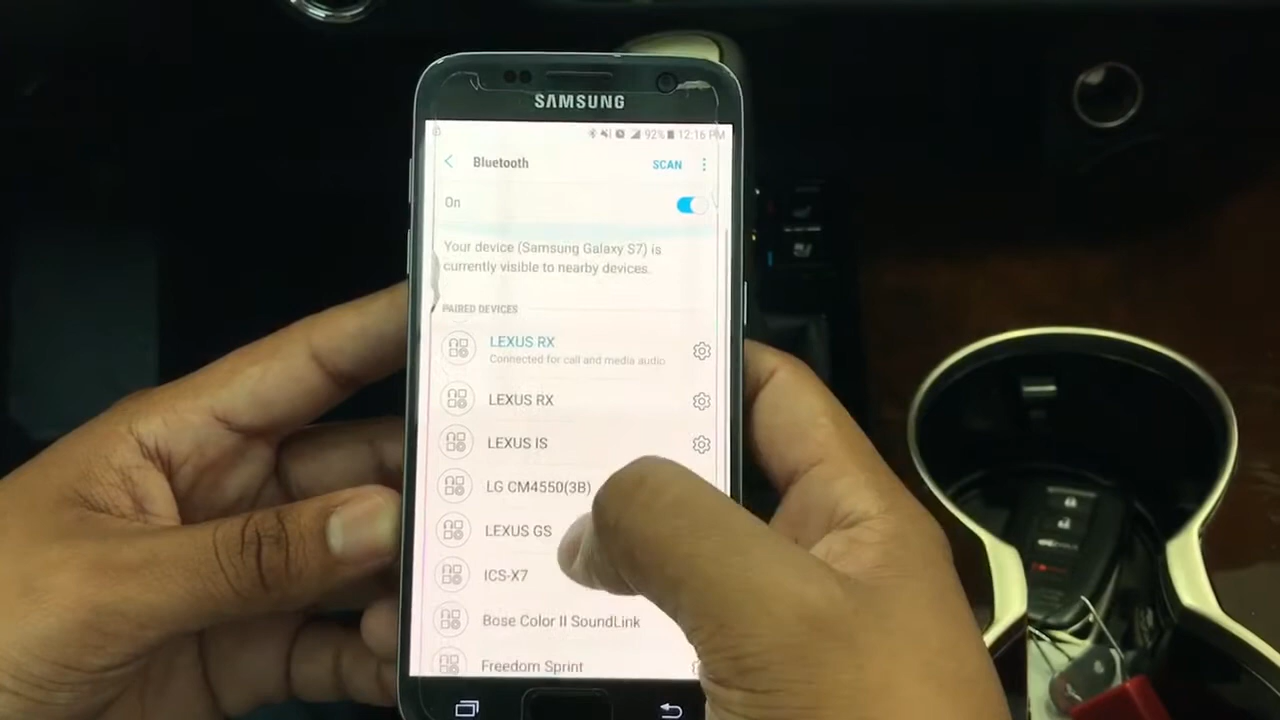 SAMSUNG
92% 12:16 PM
Bluetooth
SCAN
On
Your device (Samsung Galaxy S7) is
currently visible to nearby devices.
PAIRED DEVICES
LEXUS RX
Connected for call and media audio
LEXUS RX
LEXUS IS
LG CM4550(3B)
LEXUS GS
ICS-X7
Bose Color II SoundLink
Freedom Sprint